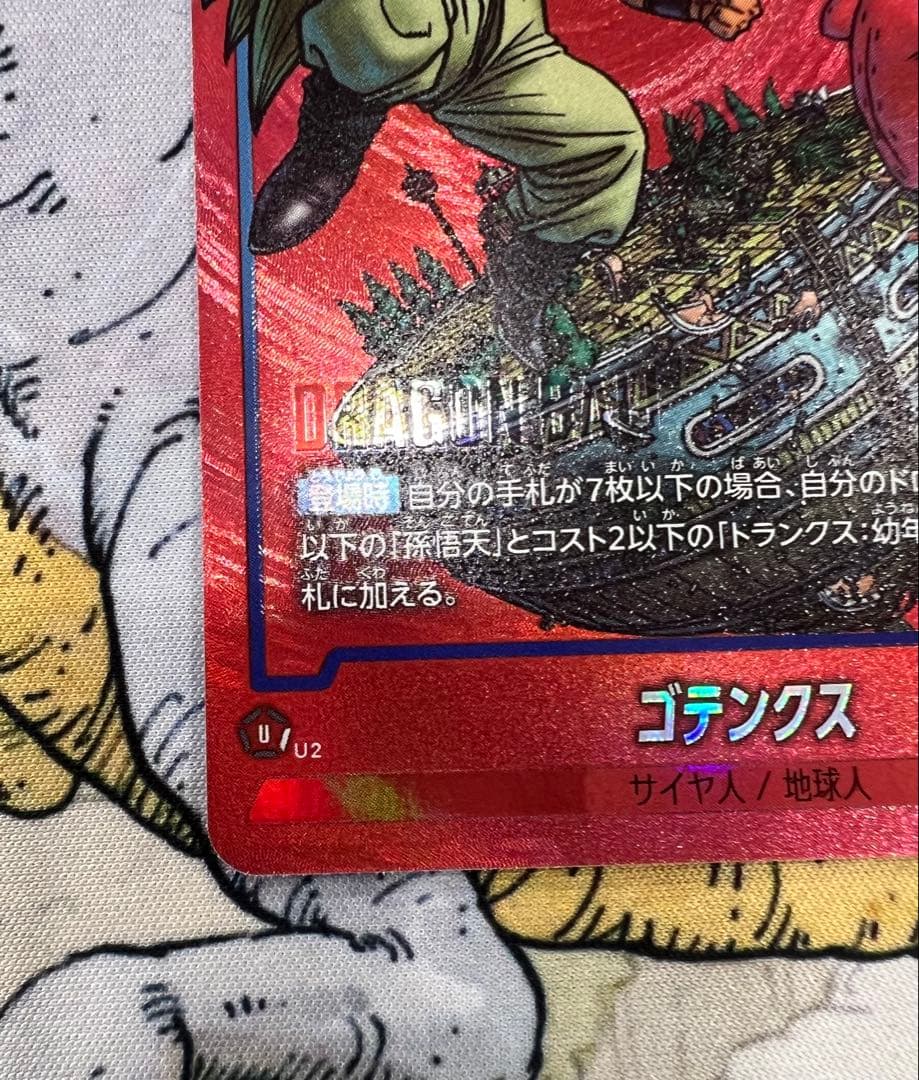 DRAGON BALL
登場時 自分の手札が7枚以下の場合、自分のド
以下の「孫悟天」とコスト2以下の「トランクス:幼年
札に加える。
ゴテンクス
U U2
サイヤ人 / 地球人